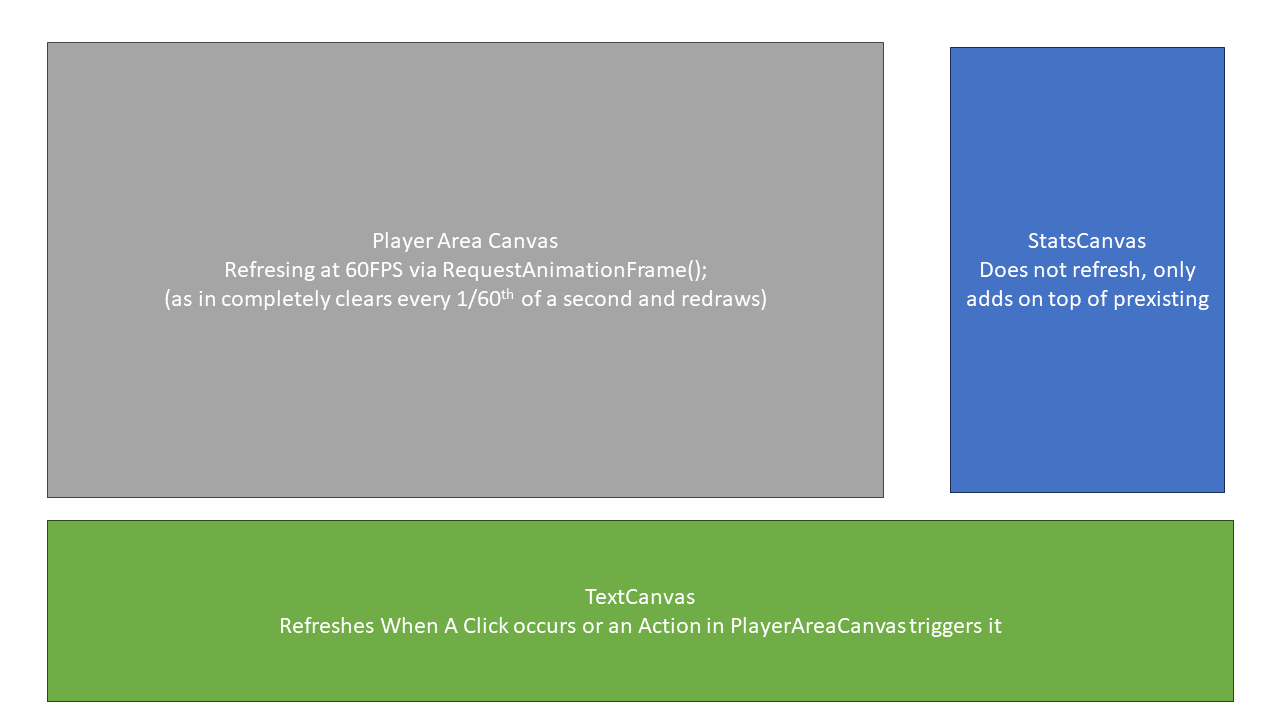 Player Area Canvas
Refresing at 60FPS via RequestAnimationFrame();
(as in completely clears every 1/60th of a second and redraws)
StatsCanvas
Does not refresh, only
adds on top of prexisting
TextCanvas
Refreshes When A Click occurs or an Action in PlayerAreaCanvas triggers it